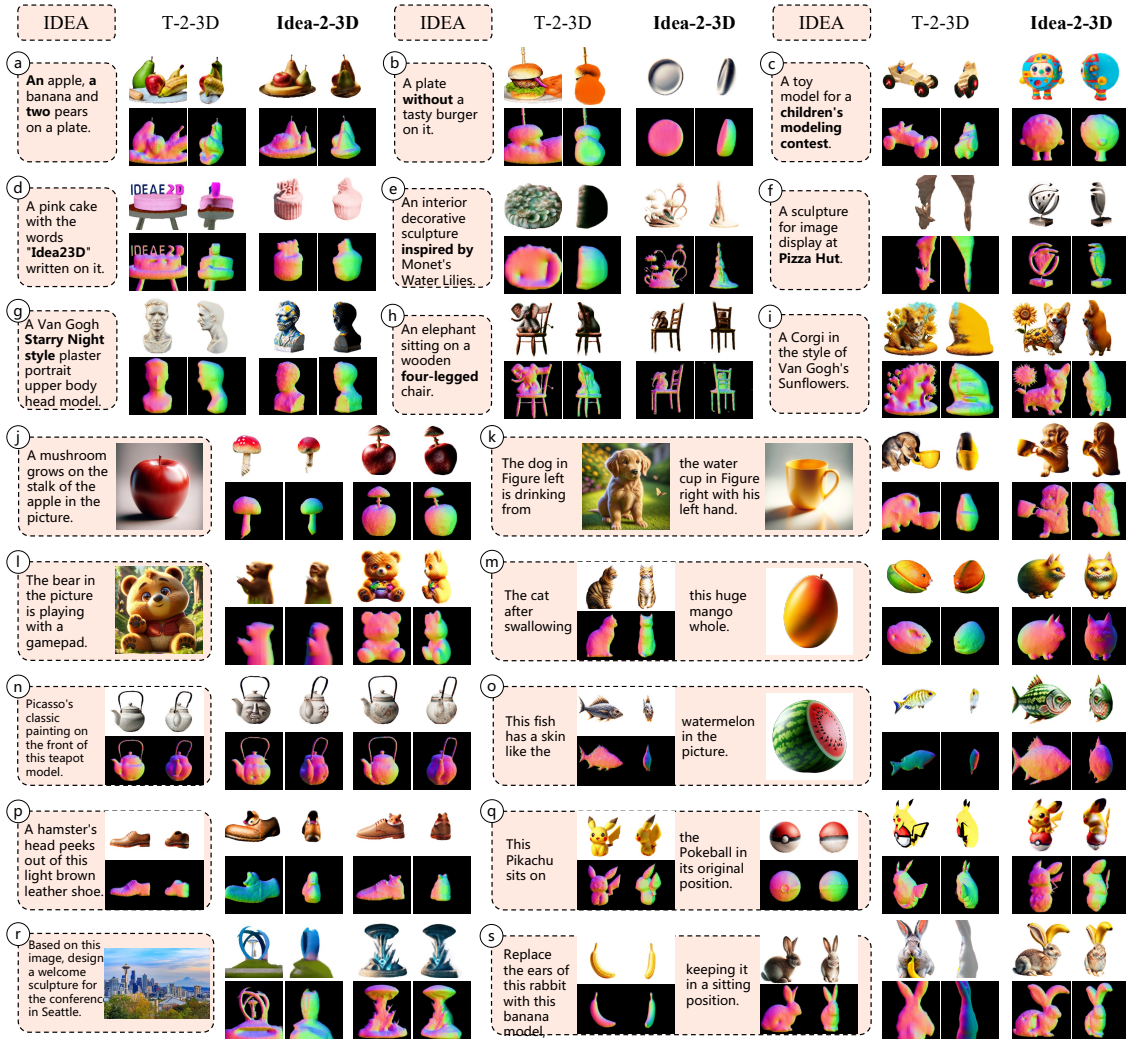 IDEA
T-2-3D
Idea-2-3D
IDEA
T-2-3D
Idea-2-3D
IDEA
T-2-3D
Idea-2-3D
a
An apple, a
banana and
two pears
on a plate.
b
A plate
without a
tasty burger
on it.
c
A toy
model for a
children's
modeling
contest.
d
A pink cake
with the
words
"Idea23D"
written on it.
IDEAE23
IDEAE23
e
An interior
decorative
sculpture
inspired by
Monet's
Water Lilies.
f
A sculpture
for image
display at
Pizza Hut.
g
A Van Gogh
Starry Night
style plaster
portrait
upper body
head model.
h
An elephant
sitting on a
wooden
four-legged
chair.
i
A Corgi in
the style of
Van Gogh's
Sunflowers.
j
A mushroom
grows on the
stalk of the
apple in the
picture.
k
The dog in
Figure left
is drinking
from
the water
cup in Figure
right with his
left hand.
l
The bear in
the picture
is playing
with a
gamepad.
m
The cat
after
swallowing
this huge
mango
whole.
n
Picasso's
classic
painting on
the front of
this teapot
model.
o
This fish
has a skin
like the
watermelon
in the
picture.
p
A hamster's
head peeks
out of this
light brown
leather shoe.
q
This
Pikachu
sits on
the
Pokeball in
its original
position.
r
Based on this
image, design
a welcome
sculpture for
the conferenc
in Seattle.
s
Replace
the ears of
this rabbit
with this
banana
model,
keeping it
in a sitting
position.